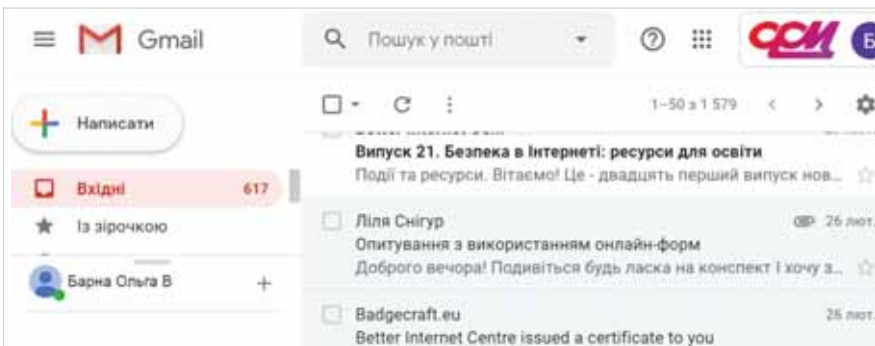 Gmail
Пошук у пошті
ССМ
Б
Написати
1–50 з 1 579
Вхідні 617
Із зірочкою
Барна Ольга В
Випуск 21. Безпека в Інтернеті: ресурси для освіти
Події та ресурси. Вітаємо! Це - двадцять перший випуск нов...
Ліля Снігур 26 лют.
Опитування з використанням онлайн-форм
Доброго вечора! Подивіться будь ласка на конспект і хочу з...
Badgecraft.eu 26 лют.
Better Internet Centre issued a certificate to you